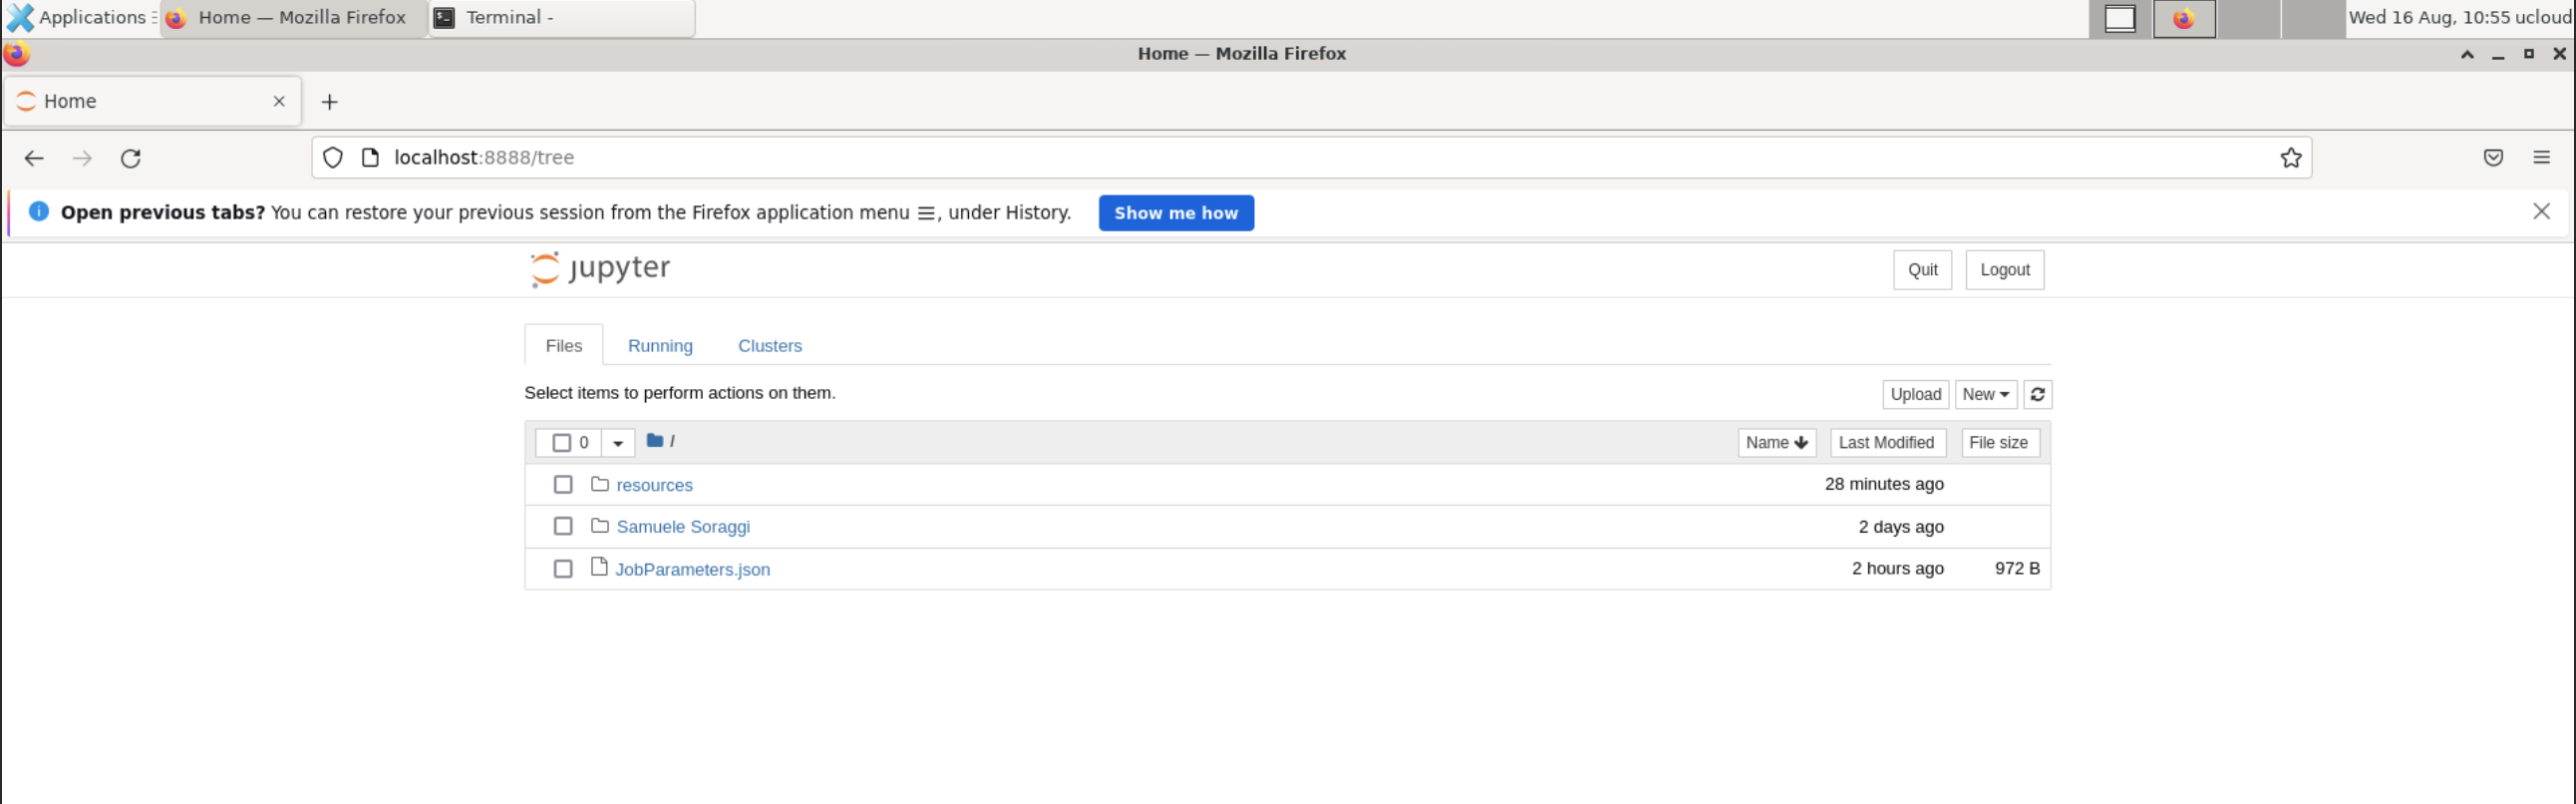 Applications Home — Mozilla Firefox Terminal - Wed 16 Aug, 10:55 ucloud
Home — Mozilla Firefox
Home
localhost:8888/tree
Open previous tabs? You can restore your previous session from the Firefox application menu ☰, under History. Show me how
jupyter Quit Logout
Files Running Clusters
Select items to perform actions on them. Upload New
0 / Name Last Modified File size
resources 28 minutes ago
Samuele Soraggi 2 days ago
JobParameters.json 2 hours ago 972 B